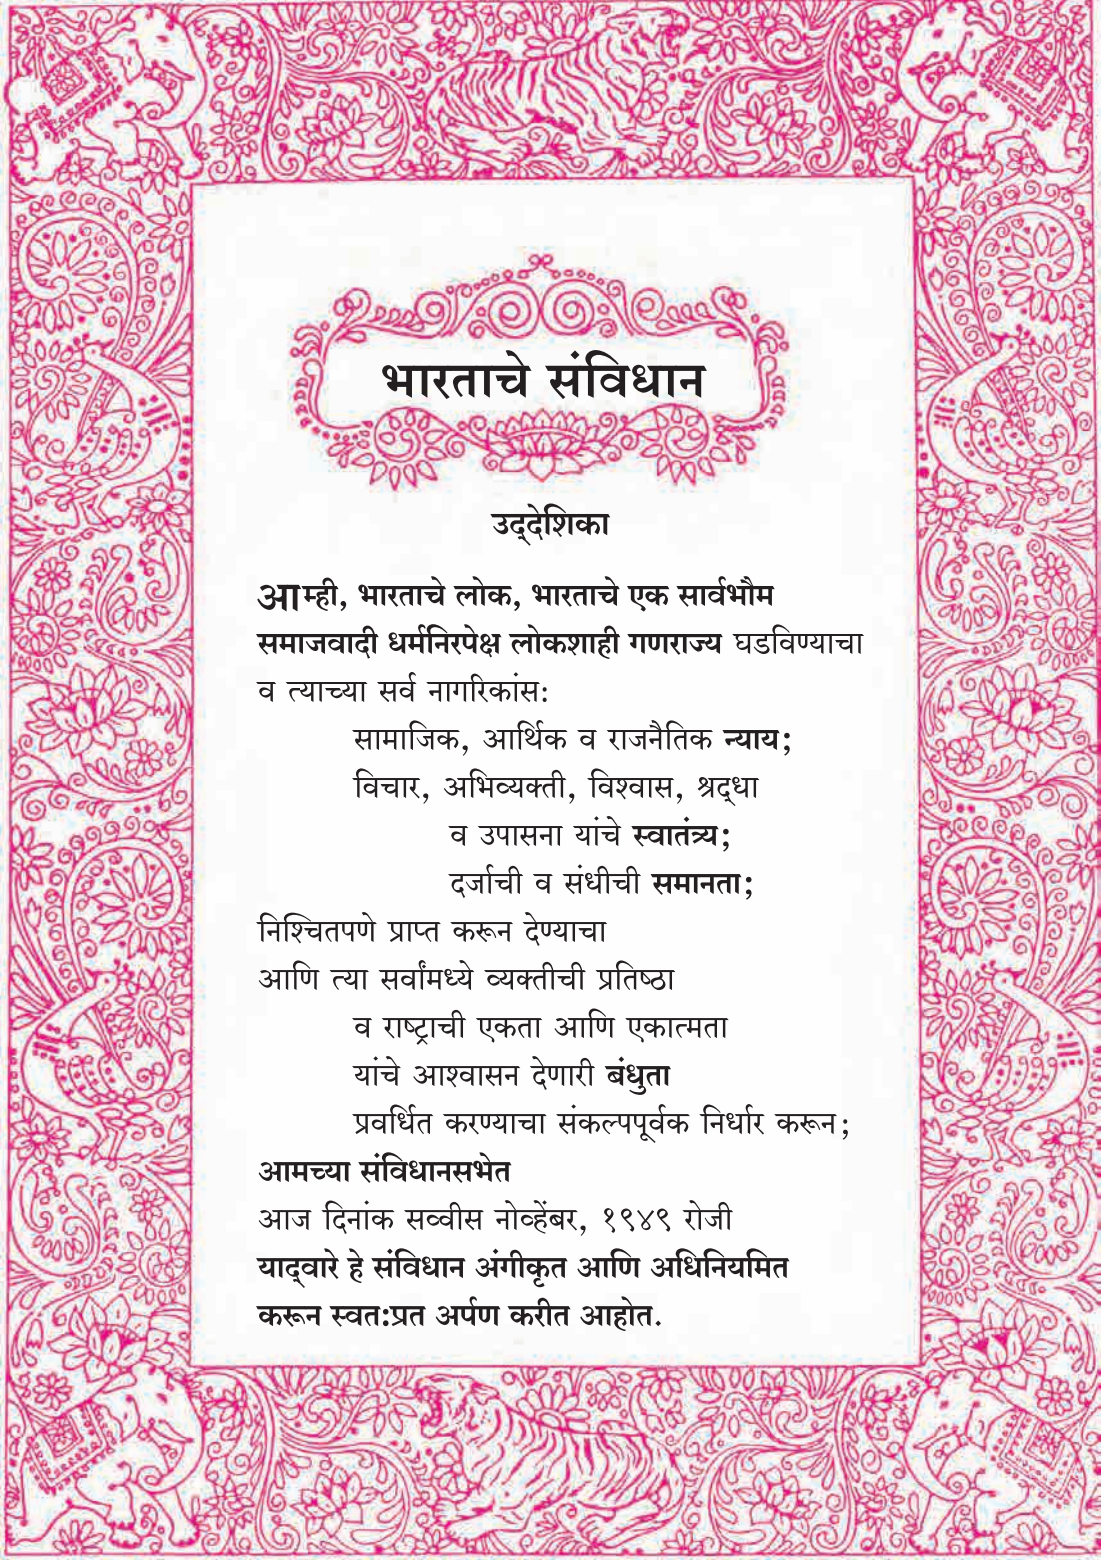 भारताचे संविधान
उद्‌देशिका
आम्ही, भारताचे लोक, भारताचे एक सार्वभौम
समाजवादी धर्मनिरपेक्ष लोकशाही गणराज्य घडविण्याचा
व त्याच्या सर्व नागरिकांस:
सामाजिक, आर्थिक व राजनैतिक न्याय;
विचार, अभिव्यक्ती, विश्वास, श्रद्‌धा
व उपासना यांचे स्वातंत्र्य;
दर्जाची व संधीची समानता;
निश्चितपणे प्राप्त करून देण्याचा
आणि त्या सर्वांमध्ये व्यक्तीची प्रतिष्ठा
व राष्ट्राची एकता आणि एकात्मता
यांचे आश्वासन देणारी बंधुता
प्रवर्धित करण्याचा संकल्पपूर्वक निर्धार करून;
आमच्या संविधानसभेत
आज दिनांक सव्वीस नोव्हेंबर, १९४९ रोजी
याद्‌वारे हे संविधान अंगीकृत आणि अधिनियमित
करून स्वत:प्रत अर्पण करीत आहोत.